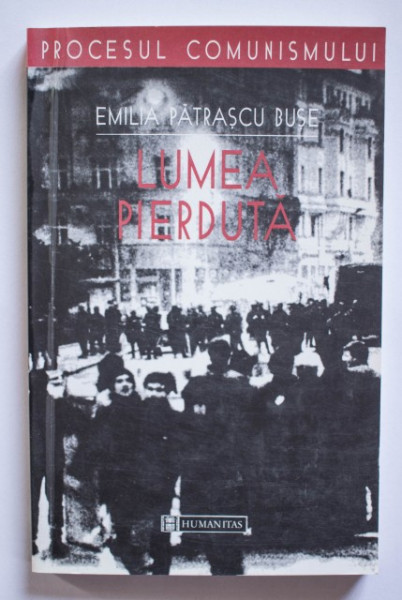 PROCESUL COMUNISMULUI
EMILIA PĂTRAȘCU BUȘE
LUMEA
PIERDUTĂ
HUMANITAS